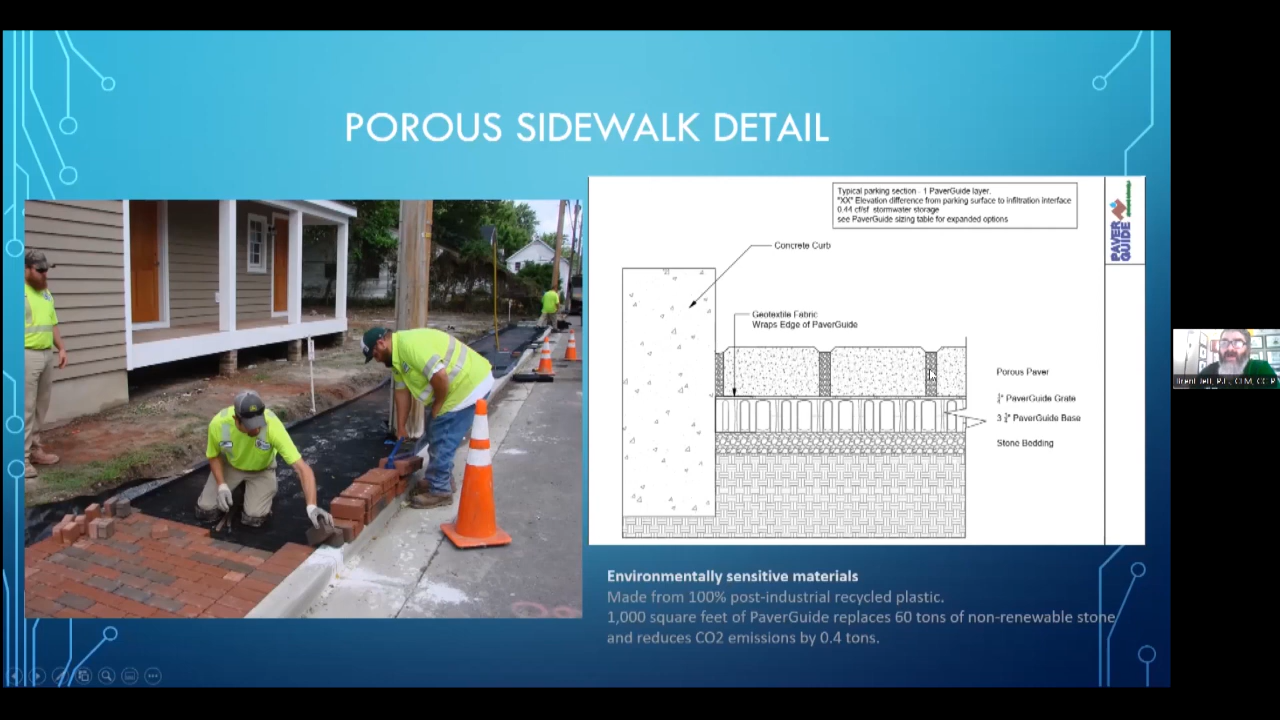 POROUS SIDEWALK DETAIL
Typical parking section - 1 PaverGuide layer.
"XX" Elevation difference from parking surface to infiltration interface
0.44 cf/sf stormwater storage
see PaverGuide sizing table for expanded options
PAVER
GUIDE
Concrete Curb
Geotextile Fabric
Wraps Edge of PaverGuide
Porous Paver
PaverGuide Grate
PaverGuide Base
Stone Bedding
Environmentally sensitive materials
Made from 100% post-industrial recycled plastic.
1,000 square feet of PaverGuide replaces 60 tons of non-renewable stone
and reduces CO2 emissions by 0.4 tons.